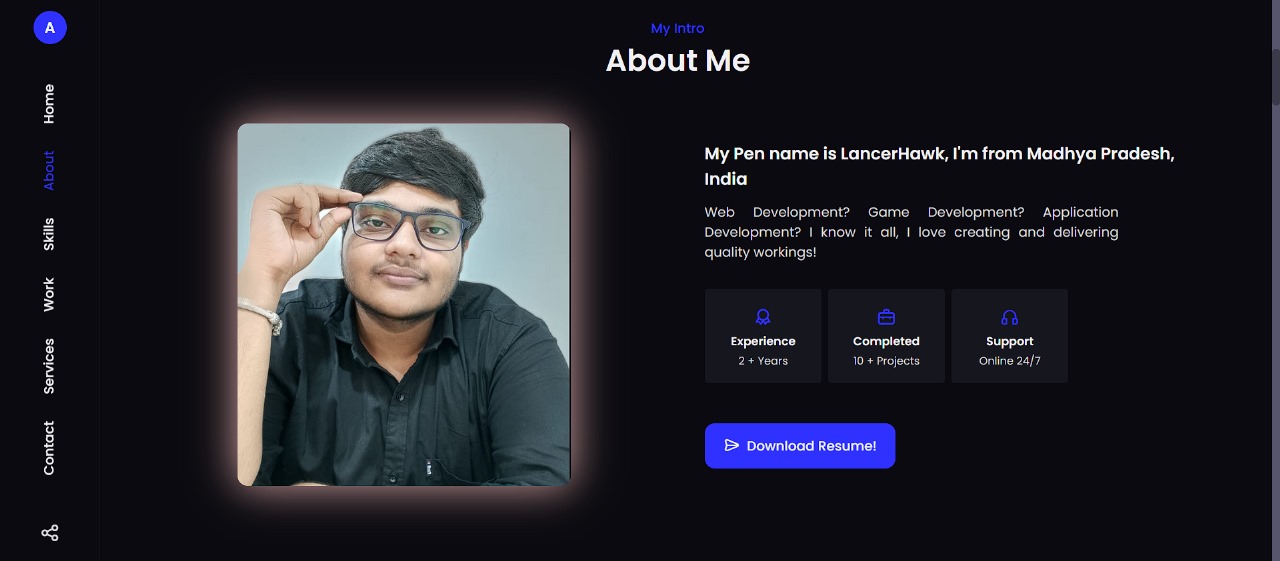 A
Home
About
Skills
Work
Services
Contact
My Intro
About Me
My Pen name is LancerHawk, I'm from Madhya Pradesh,
India
Web Development? Game Development? Application
Development? I know it all, I love creating and delivering
quality workings!
Experience
2 + Years
Completed
10 + Projects
Support
Online 24/7
Download Resume!